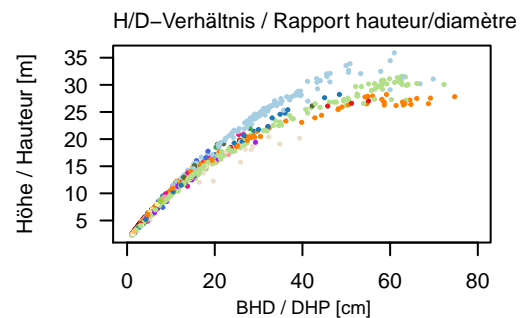 H/D−Verhältnis / Rapport hauteur/diamètre
Höhe / Hauteur [m]
35
30
25
20
15
10
5
0 20 40 60 80
BHD / DHP [cm]